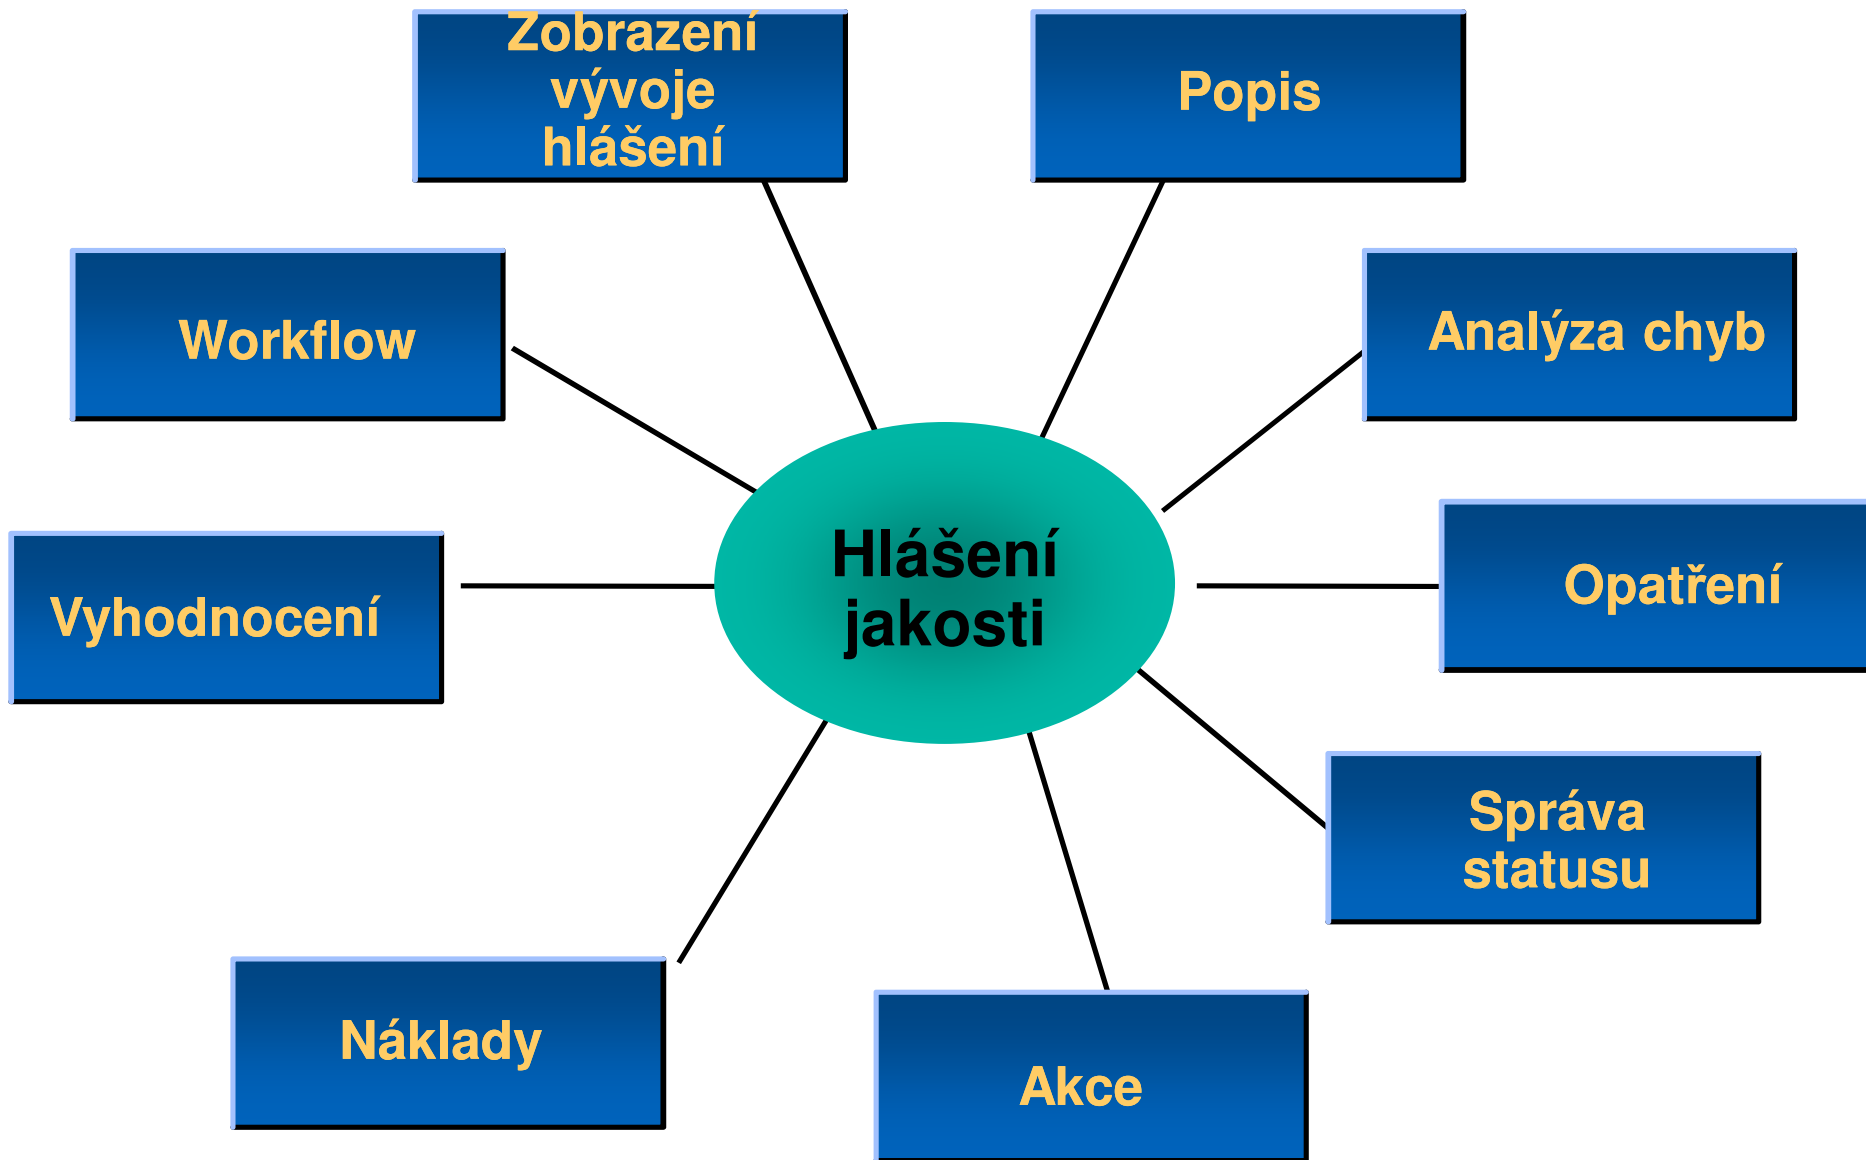 Zobrazení
vývoje
hlášení
Popis
Workflow
Analýza chyb
Hlášení
jakosti
Vyhodnocení
Opatření
Správa
statusu
Náklady
Akce